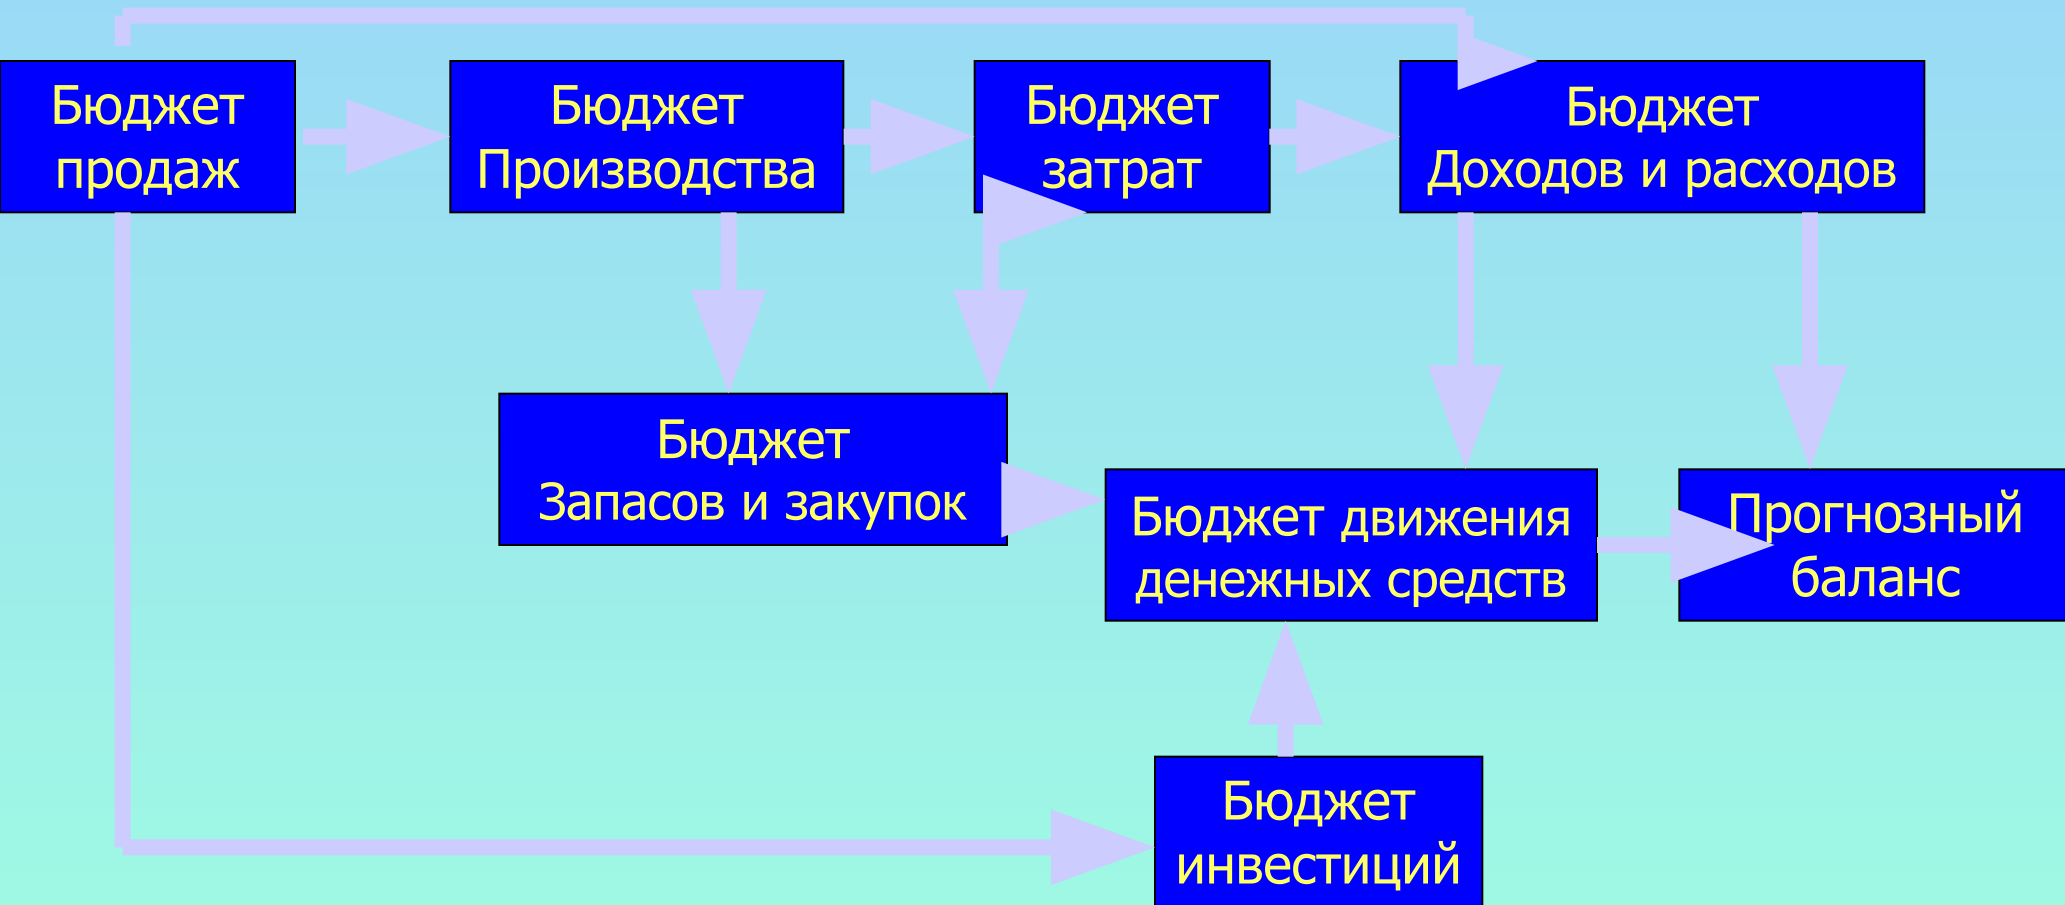 Бюджет
продаж
Бюджет
Производства
Бюджет
затрат
Бюджет
Доходов и расходов
Бюджет
Запасов и закупок
Бюджет движения
денежных средств
Прогнозный
баланс
Бюджет
инвестиций